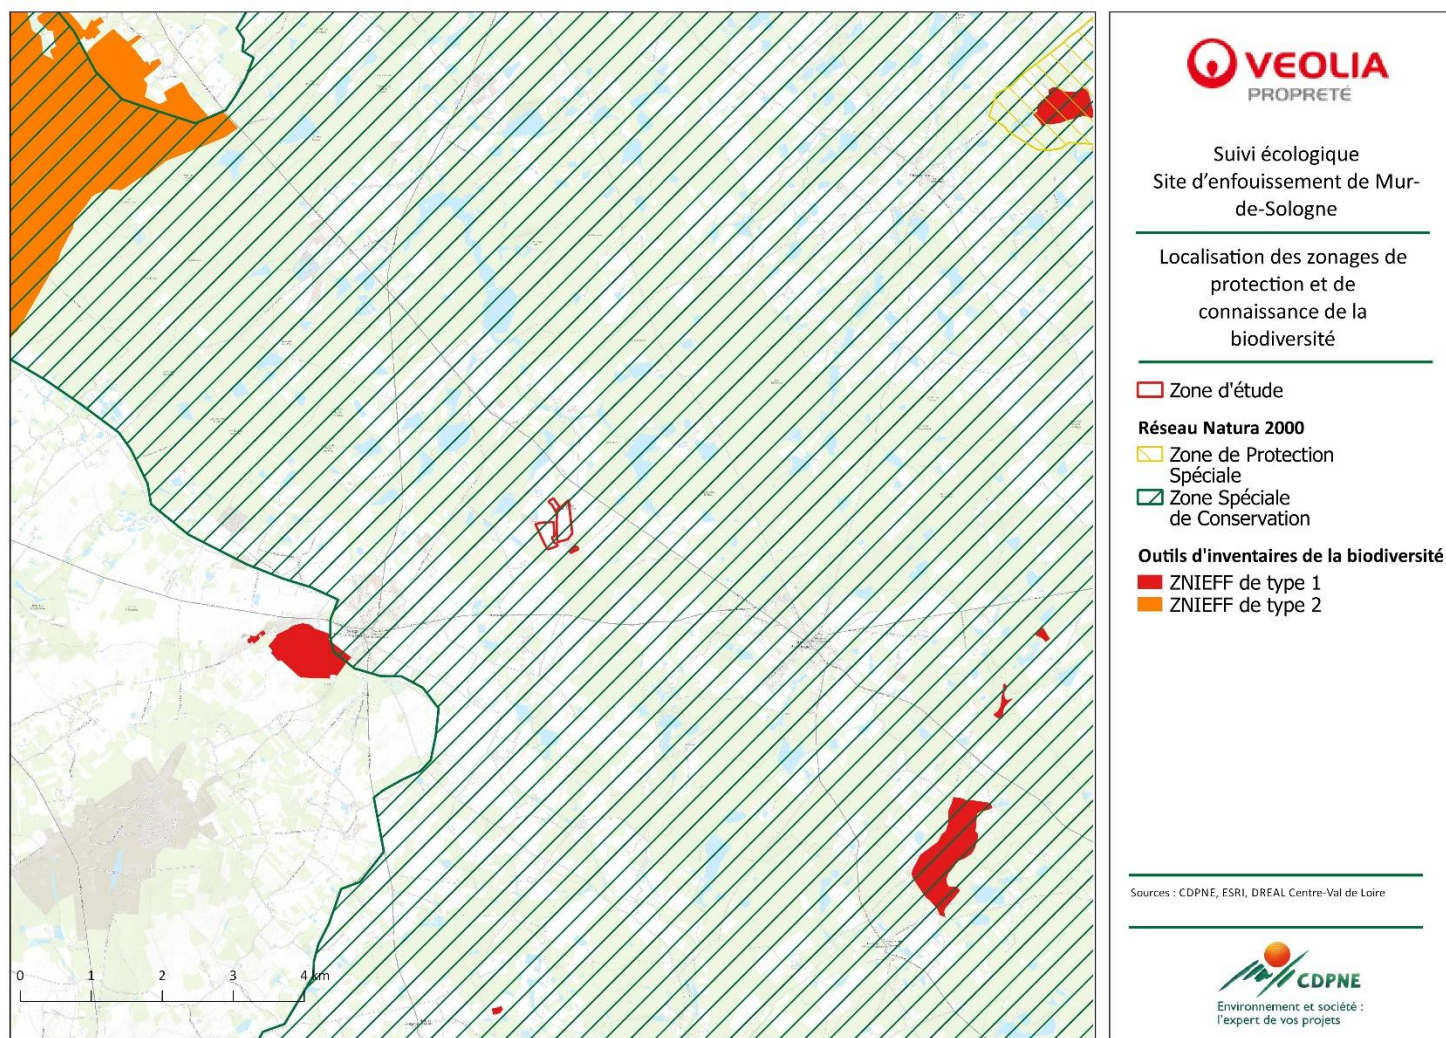 VEOLIA
PROPRETÉ
Suivi écologique
Site d'enfouissement de Mur-
de-Sologne
Localisation des zonages de
protection et de
connaissance de la
biodiversité
Zone d'étude
Réseau Natura 2000
Zone de Protection
Spéciale
Zone Spéciale
de Conservation
Outils d'inventaires de la biodiversité
ZNIEFF de type 1
ZNIEFF de type 2
Sources : CDPNE, ESRI, DREAL Centre-Val de Loire
CDPNE
Environnement et société :
l'expert de vos projets
0 1 2 3 4 km